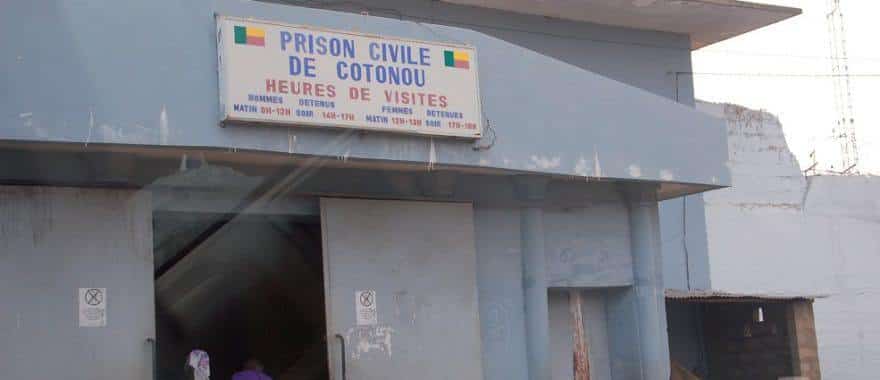 PRISON CIVILE
DE COTONOU
HEURES DE VISITES
HOMMES DETENUS FEMMES DETENUES
MATIN 9H-12H SOIR 14H-17H MATIN 12H-13H SOIR 17H-18H